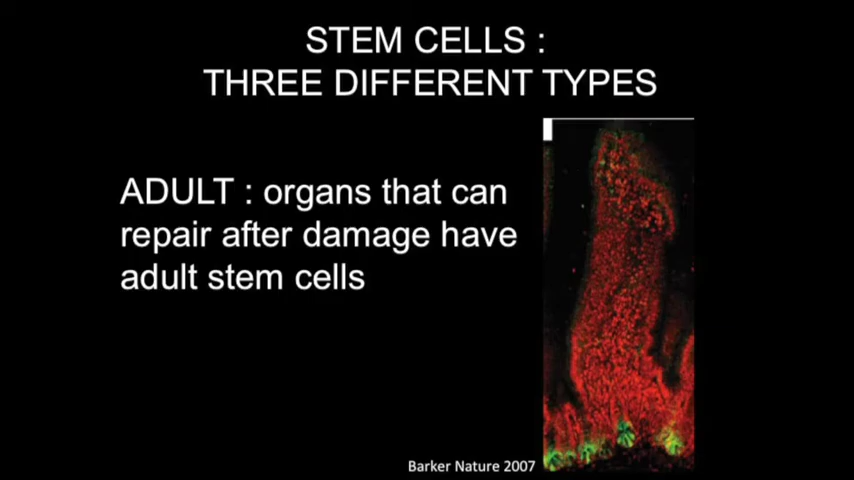 STEM CELLS :
THREE DIFFERENT TYPES
ADULT : organs that can
repair after damage have
adult stem cells
Barker Nature 2007